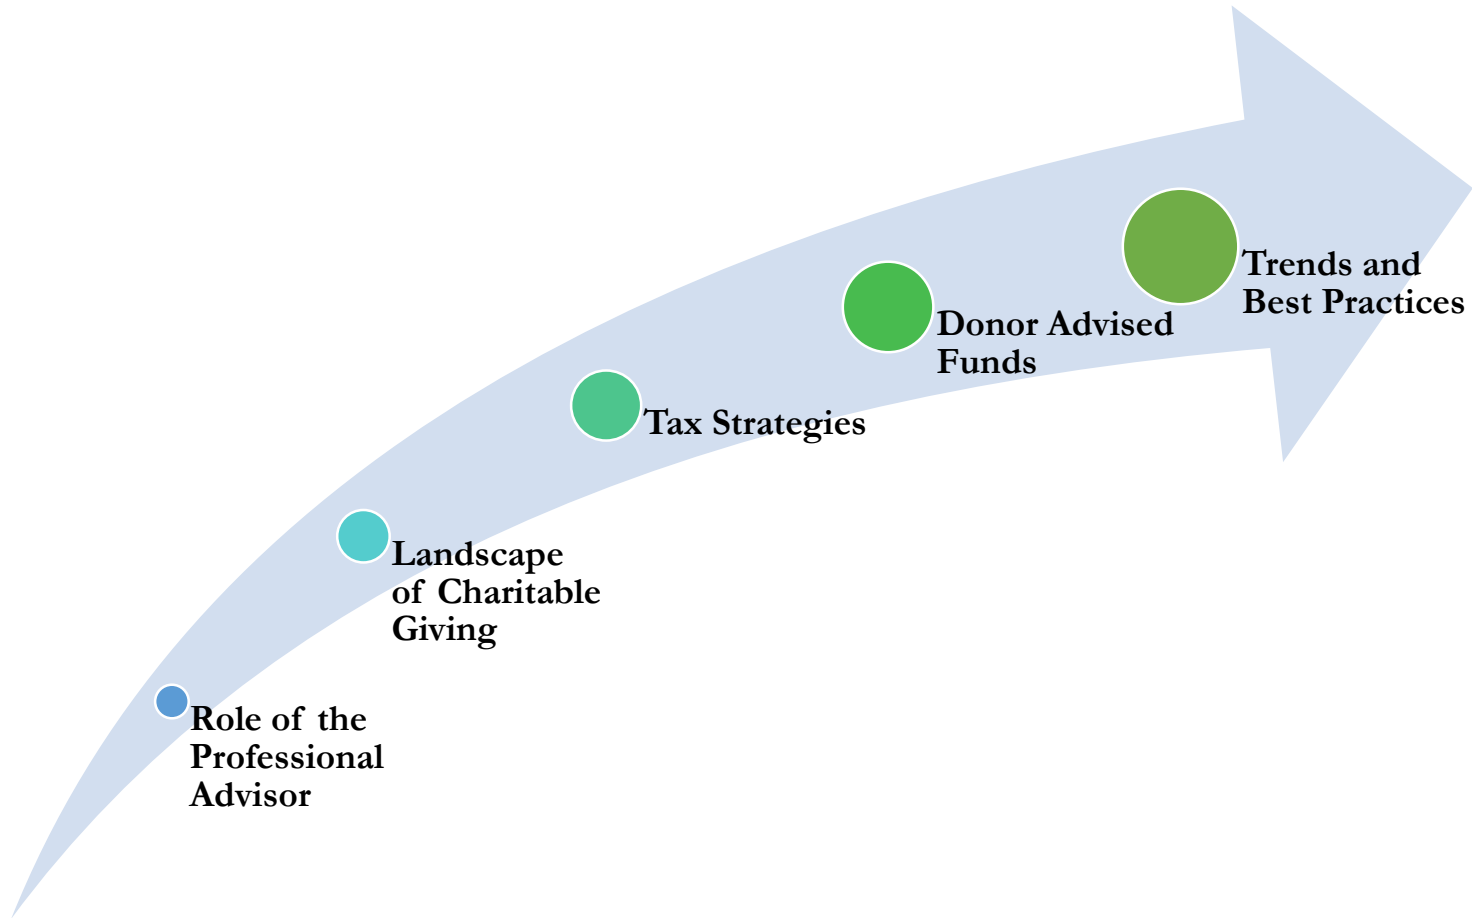 Role of the
Professional
Advisor
Landscape
of Charitable
Giving
Tax Strategies
Donor Advised
Funds
Trends and
Best Practices